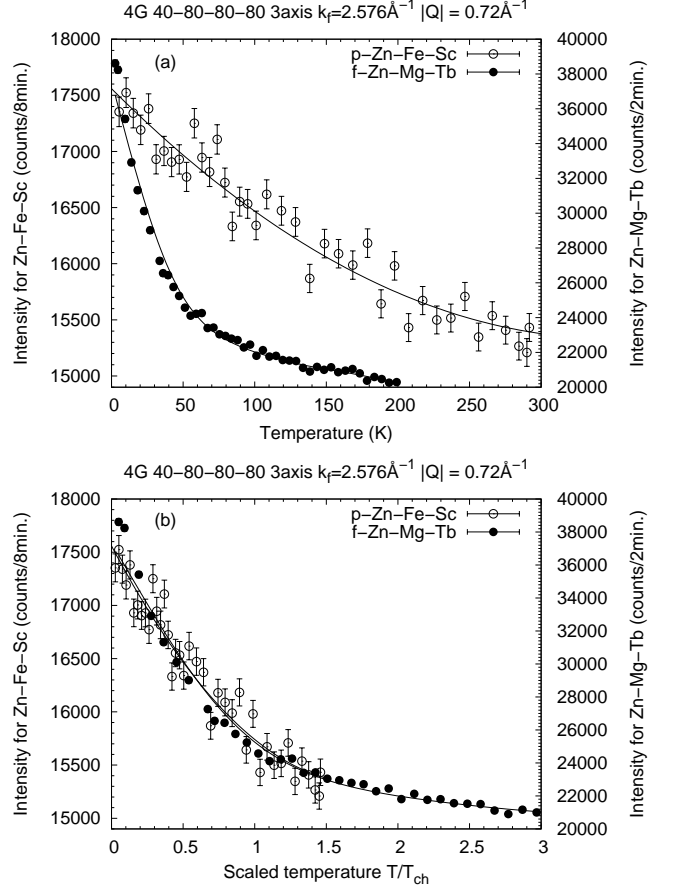 4G 40−80−80−80 3axis kf=2.576Å−1 |Q| = 0.72Å−1
18000
17500
17000
16500
16000
15500
15000
40000
38000
36000
34000
32000
30000
28000
26000
24000
22000
20000
0 50 100 150 200 250 300
Temperature (K)
Intensity for Zn−Fe−Sc (counts/8min.)
Intensity for Zn−Mg−Tb (counts/2min.)
(a)
p−Zn−Fe−Sc
f−Zn−Mg−Tb
4G 40−80−80−80 3axis kf=2.576Å−1 |Q| = 0.72Å−1
18000
17500
17000
16500
16000
15500
15000
40000
38000
36000
34000
32000
30000
28000
26000
24000
22000
20000
0 0.5 1 1.5 2 2.5 3
Scaled temperature T/Tch
Intensity for Zn−Fe−Sc (counts/8min.)
Intensity for Zn−Mg−Tb (counts/2min.)
(b)
p−Zn−Fe−Sc
f−Zn−Mg−Tb